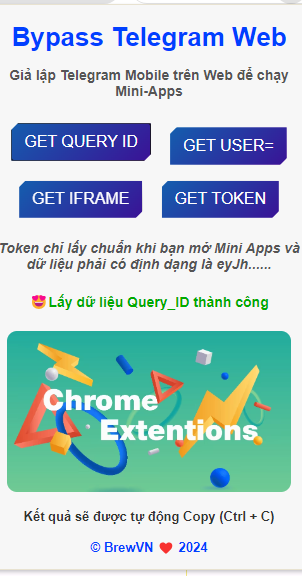 Bypass Telegram Web
Giả lập Telegram Mobile trên Web để chạy
Mini-Apps
GET QUERY ID
GET USER=
GET IFRAME
GET TOKEN
Token chỉ lấy chuẩn khi bạn mở Mini Apps và
dữ liệu phải có định dạng là eyJh......
😍 Lấy dữ liệu Query_ID thành công
Chrome
Extentions
Kết quả sẽ được tự động Copy (Ctrl + C)
© BrewVN ❤️ 2024